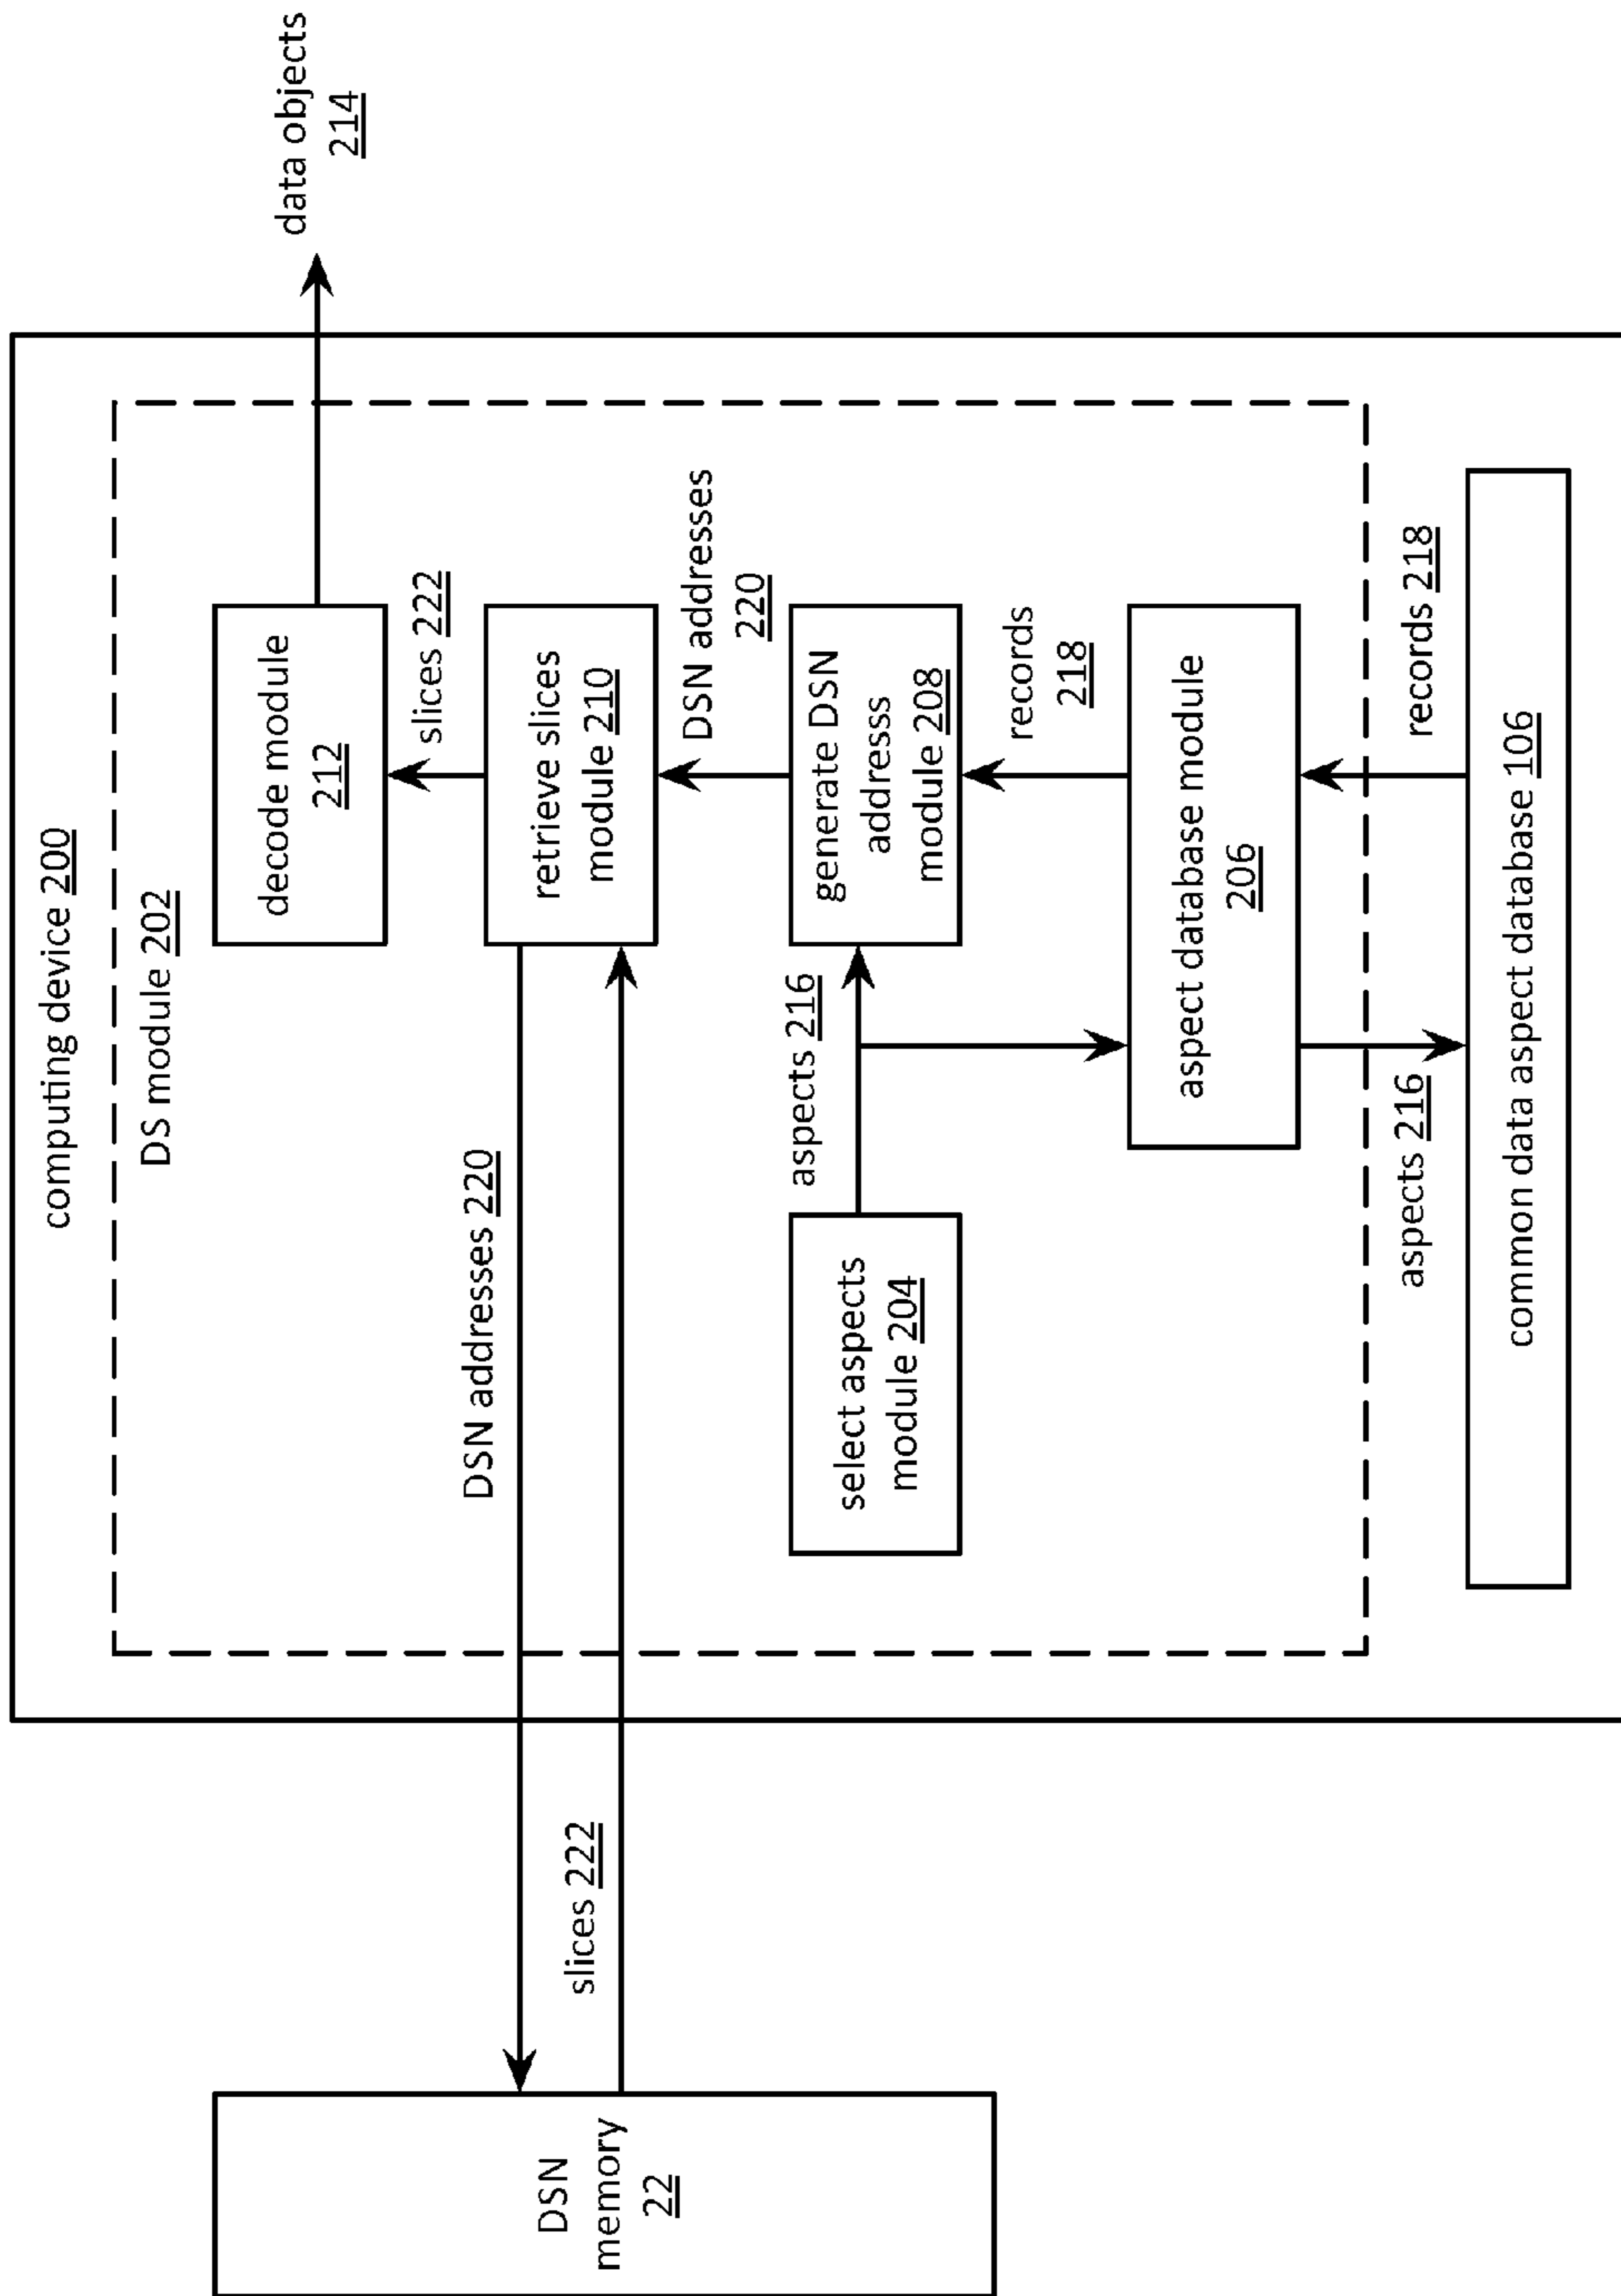 computing device 200
DS module 202
decode module
212
data objects
214
slices 222
DSN addresses 220
retrieve slices
module 210
slices 222
DSN
memory
22
DSN addresses
220
select aspects
module 204
aspects 216
generate DSN
addresss
module 208
records
218
aspect database module
206
aspects 216
records 218
common data aspect database 106